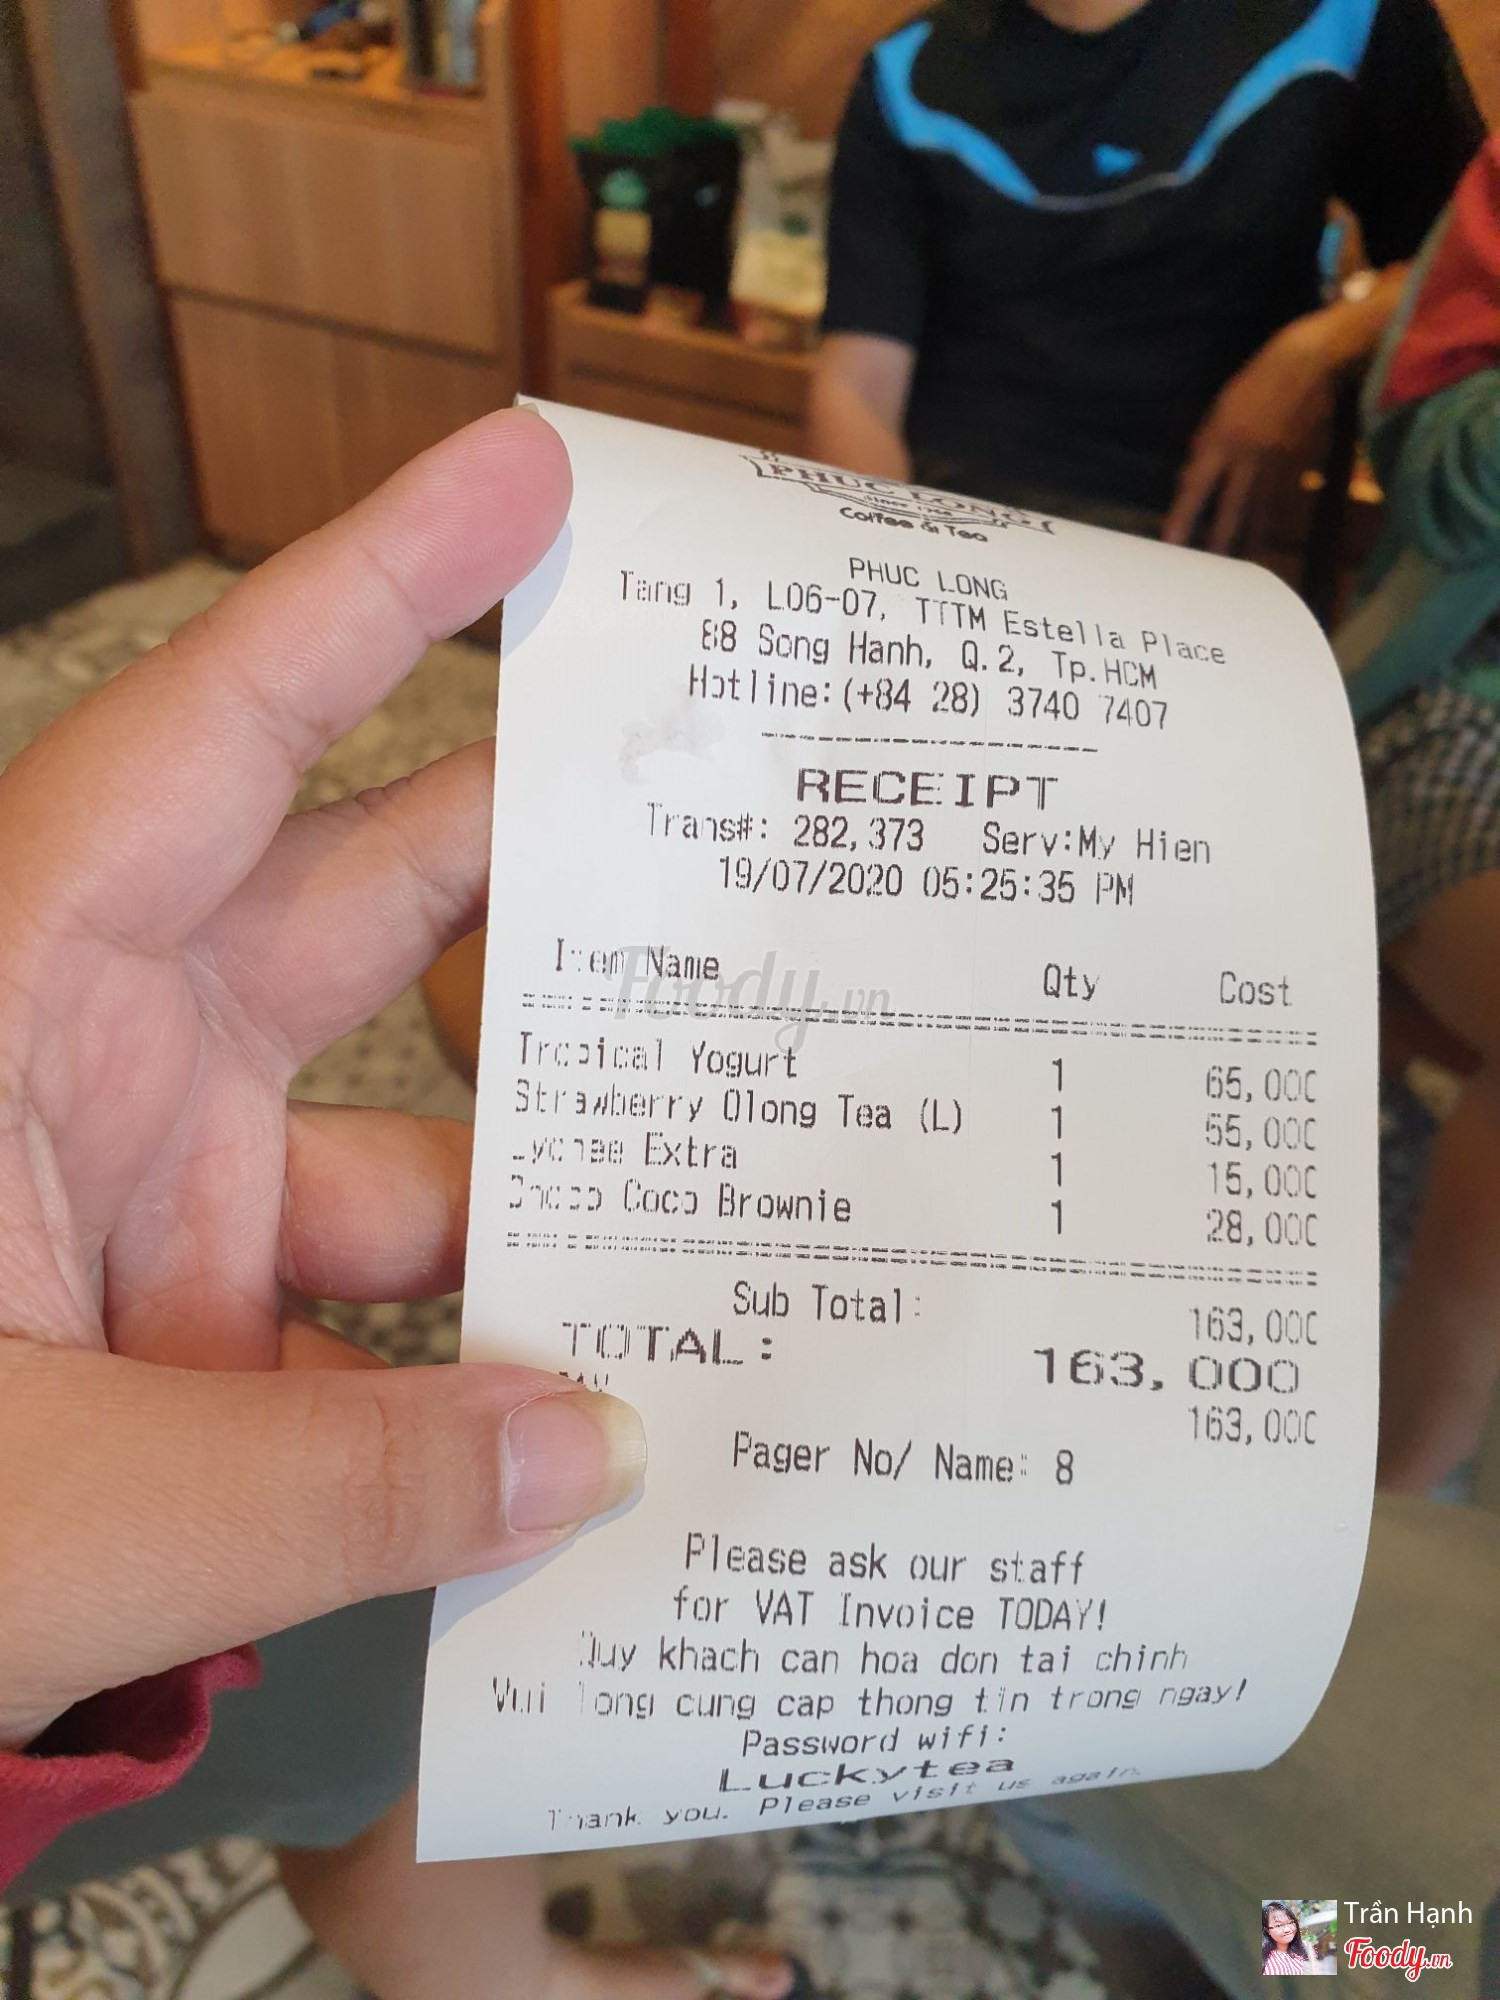 PHUC LONG
Since 1968
Coffee & Tea
PHUC LONG
Tang 1, L06-07, TTTM Estella Place
88 Song Hanh, Q.2, Tp.HCM
Hotline:(+84 28) 3740 7407
RECEIPT
Trans#: 282,373 Serv:My Hien
19/07/2020 05:25:35 PM
Item Name Qty Cost
Foody.vn
Tropical Yogurt 1 65,000
Strawberry Olong Tea (L) 1 55,000
Lychee Extra 1 15,000
Choco Coco Brownie 1 28,000
Sub Total: 163,000
TOTAL: 163,000
163,000
Pager No/ Name: 8
Please ask our staff
for VAT Invoice TODAY!
Quy khach can hoa don tai chinh
Vui long cung cap thong tin trong ngay!
Password wifi:
Luckytea
Thank you. Please visit us again.
Trần Hạnh
Foody.vn